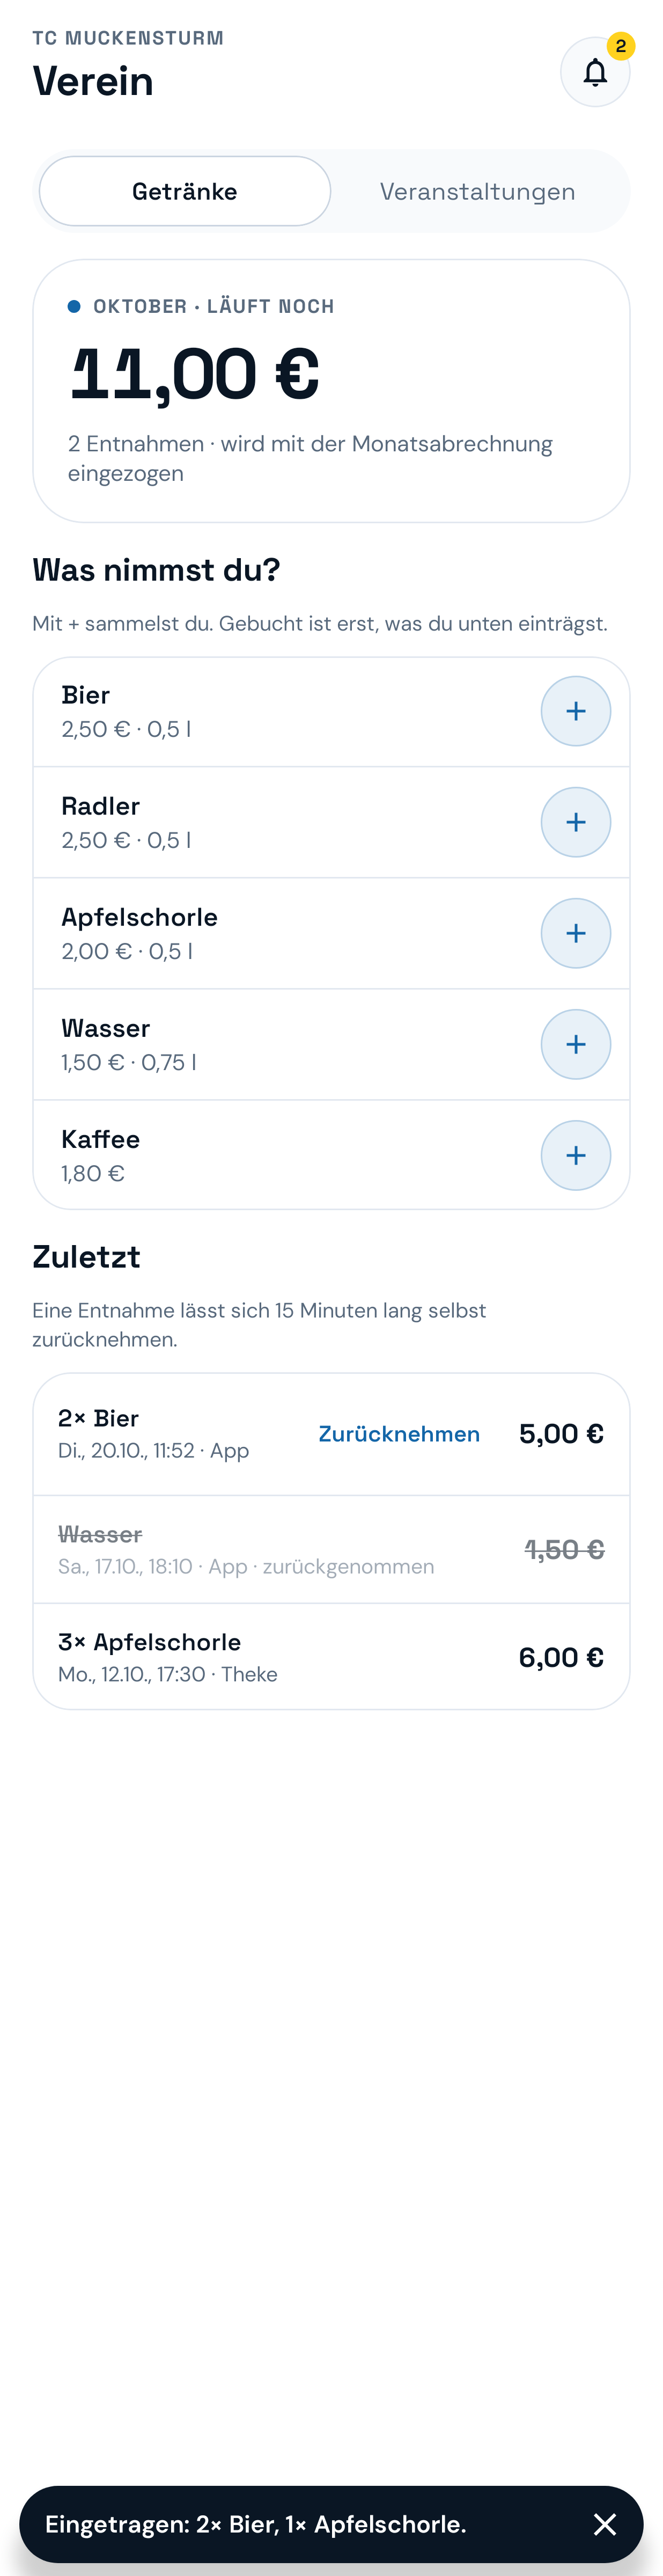 TC MUCKENSTURM
Verein
2
Getränke
Veranstaltungen
OKTOBER · LÄUFT NOCH
11,00 €
2 Entnahmen · wird mit der Monatsabrechnung
eingezogen
Was nimmst du?
Mit + sammelst du. Gebucht ist erst, was du unten einträgst.
Bier
2,50 € · 0,5 l
Radler
2,50 € · 0,5 l
Apfelschorle
2,00 € · 0,5 l
Wasser
1,50 € · 0,75 l
Kaffee
1,80 €
Zuletzt
Eine Entnahme lässt sich 15 Minuten lang selbst
zurücknehmen.
2× Bier
Di., 20.10., 11:52 · App
Zurücknehmen
5,00 €
Wasser
Sa., 17.10., 18:10 · App · zurückgenommen
1,50 €
3× Apfelschorle
Mo., 12.10., 17:30 · Theke
6,00 €
Eingetragen: 2× Bier, 1× Apfelschorle.